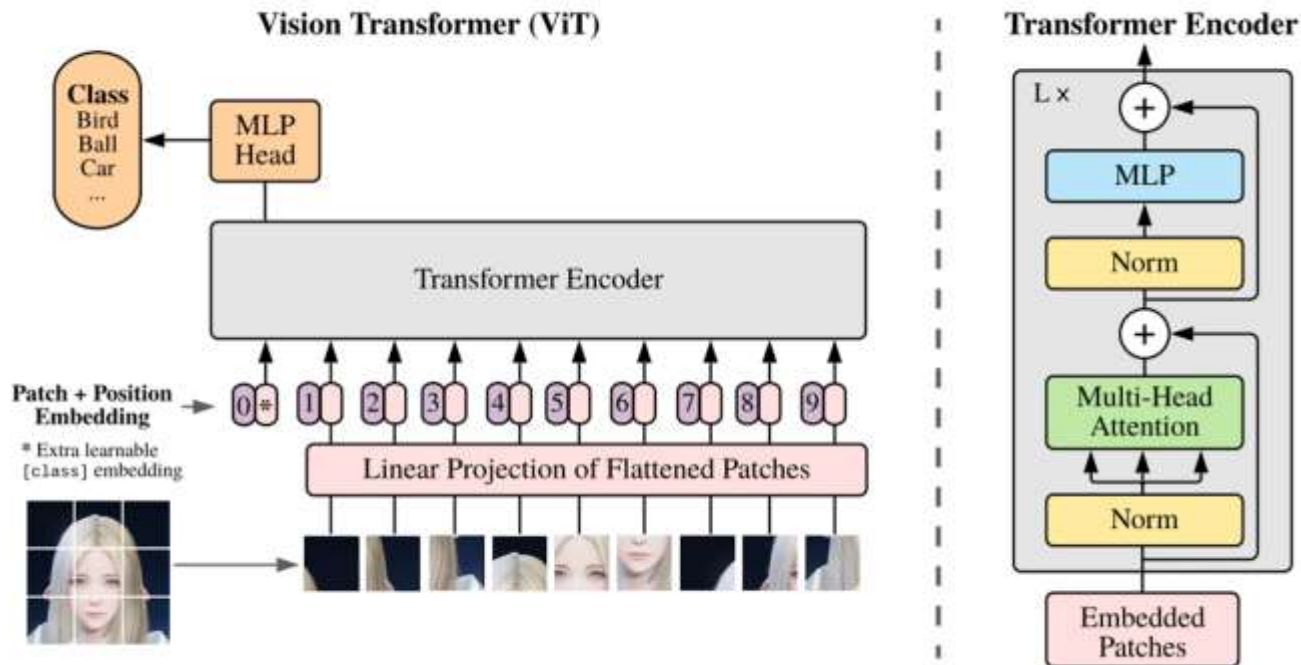 Vision Transformer (ViT)
Class
Bird
Ball
Car
...
MLP
Head
Transformer Encoder
0 * 1 2 3 4 5 6 7 8 9
Patch + Position
Embedding
* Extra learnable
[class] embedding
Linear Projection of Flattened Patches
Transformer Encoder
L ×
+
MLP
Norm
+
Multi-Head
Attention
Norm
Embedded
Patches